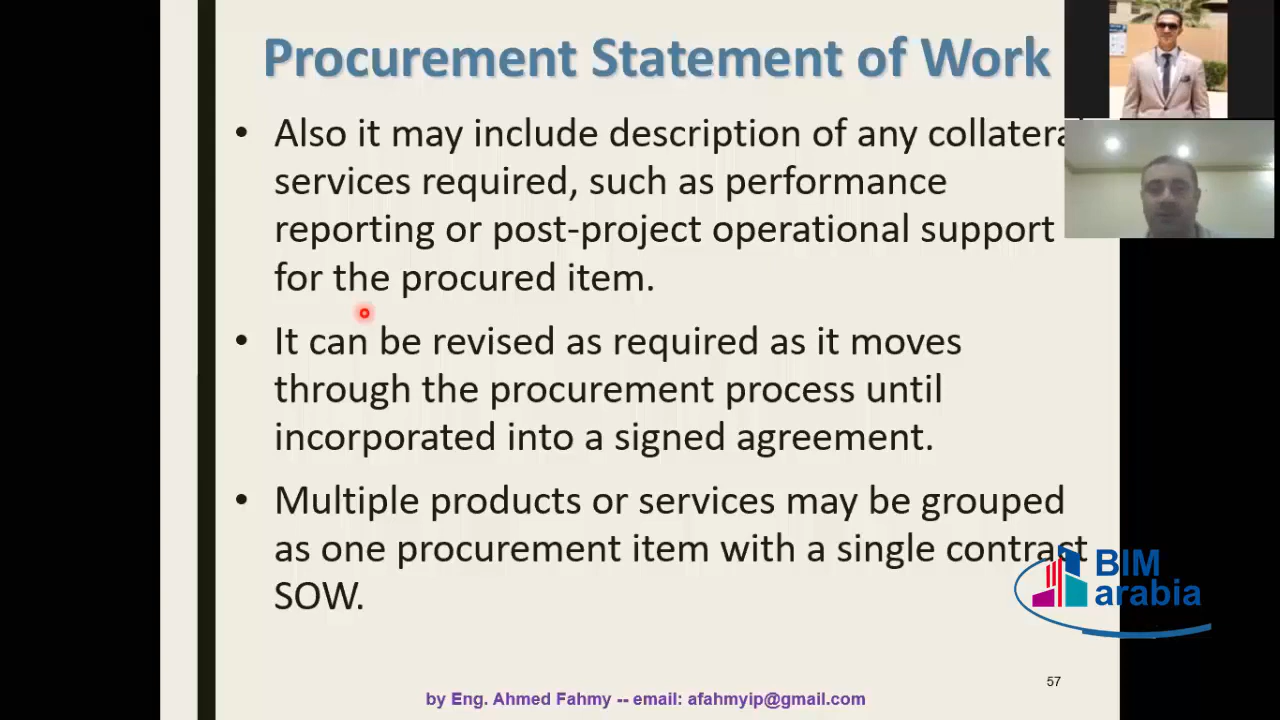 Procurement Statement of Work
• Also it may include description of any collatera
services required, such as performance
reporting or post-project operational support
for the procured item.
• It can be revised as required as it moves
through the procurement process until
incorporated into a signed agreement.
• Multiple products or services may be grouped
as one procurement item with a single contract
SOW.
BIM
arabia
57
by Eng. Ahmed Fahmy -- email: afahmyip@gmail.com